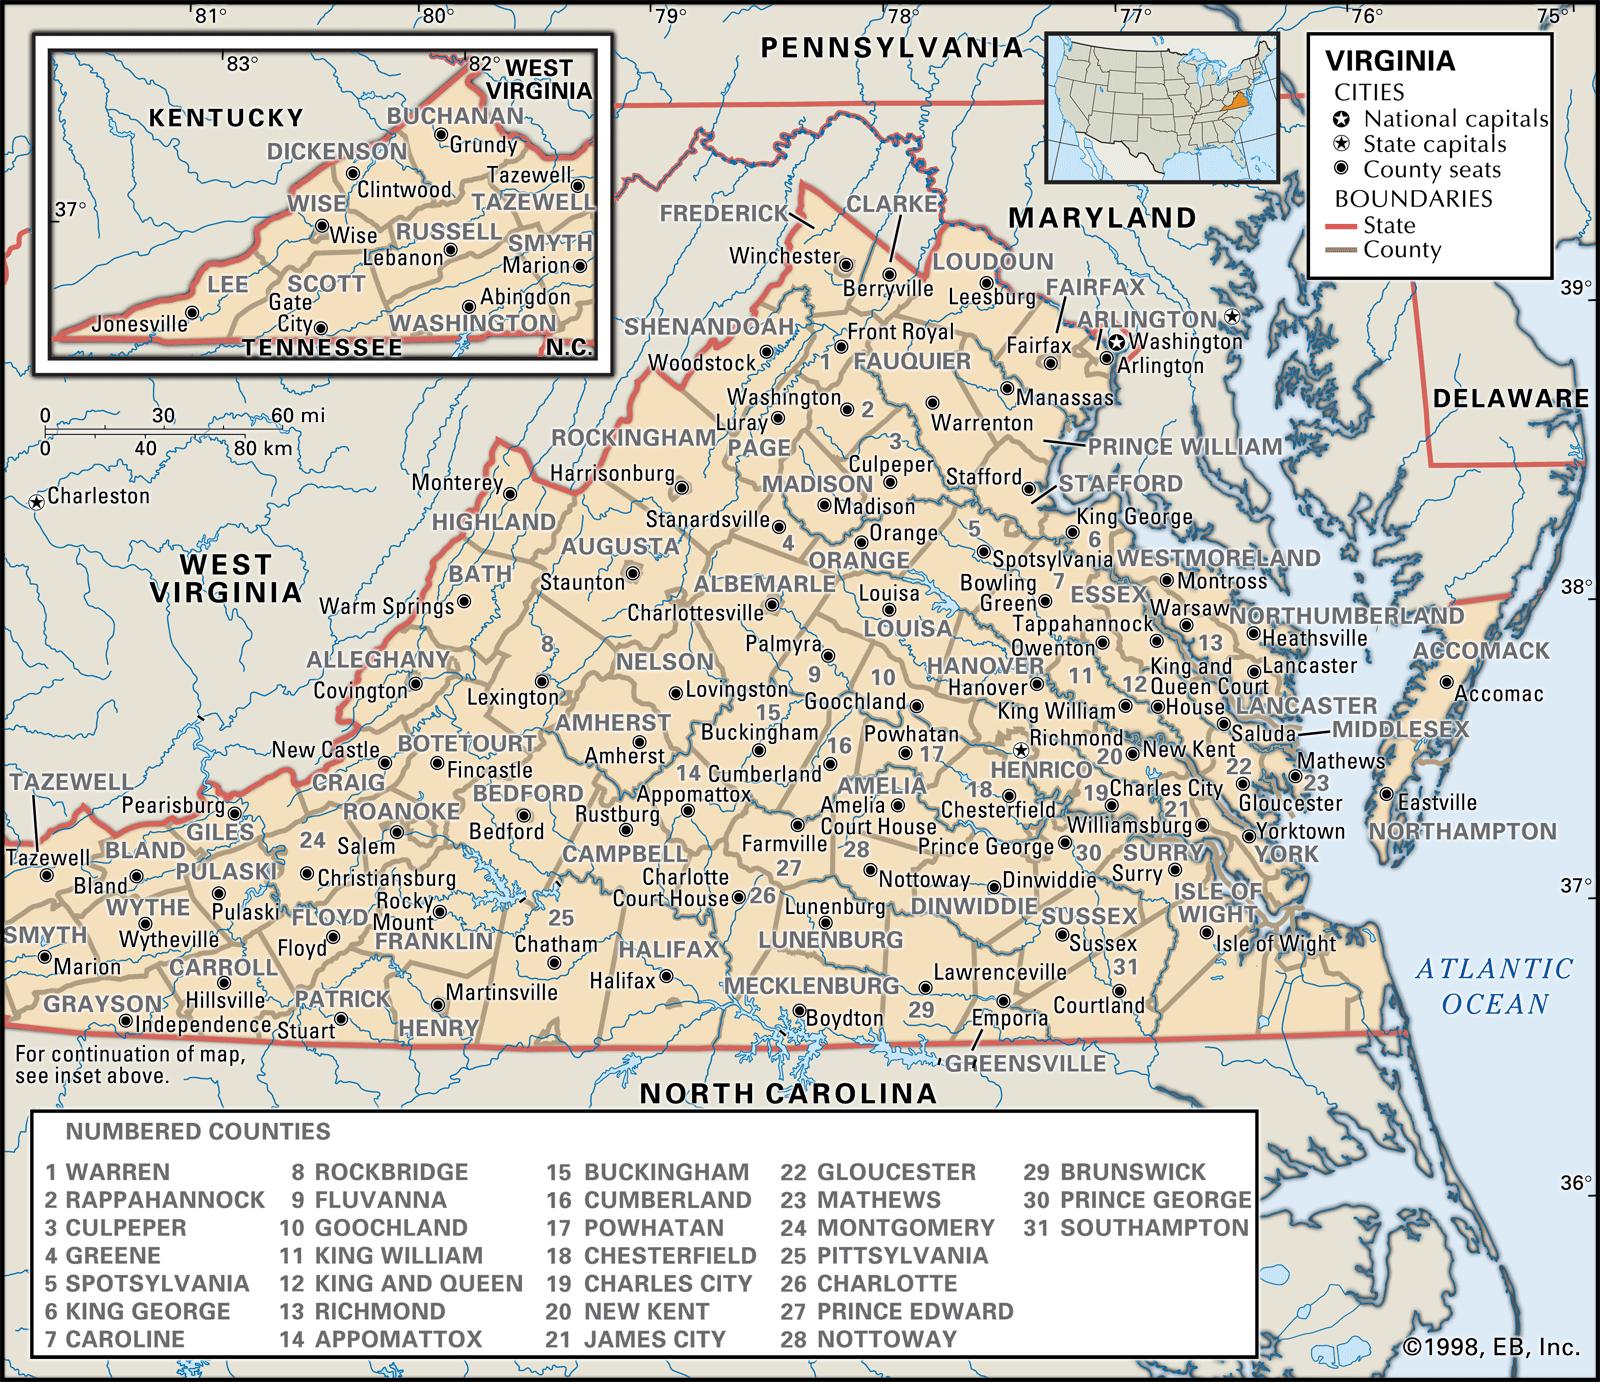 81°
80°
79°
78°
77°
76°
75°
83°
82°
WEST
VIRGINIA
KENTUCKY
BUCHANAN
Grundy
DICKENSON
Clintwood
Tazewell
TAZEWELL
37°
WISE
Wise
RUSSELL
Lebanon
SMYTH
Marion
LEE
SCOTT
Gate
City
Abingdon
WASHINGTON
Jonesville
TENNESSEE
N.C.
PENNSYLVANIA
VIRGINIA
CITIES
National capitals
State capitals
County seats
BOUNDARIES
State
County
MARYLAND
FREDERICK
CLARKE
Winchester
Berryville
LOUDOUN
Leesburg
FAIRFAX
39°
SHENANDOAH
Front Royal
ARLINGTON
Washington
Woodstock
1
FAUQUIER
Fairfax
Arlington
Washington
2
Manassas
DELAWARE
Luray
Warrenton
0 30 60 mi
0 40 80 km
ROCKINGHAM
PAGE
3
PRINCE WILLIAM
Harrisonburg
Culpeper
Monterey
MADISON
Stafford
STAFFORD
Charleston
Madison
HIGHLAND
Stanardsville
Orange
King George
4
5
6
AUGUSTA
ORANGE
Spotsylvania
WESTMORELAND
WEST
VIRGINIA
BATH
Staunton
ALBEMARLE
Bowling
Green
7
ESSEX
Montross
38°
Warm Springs
Charlottesville
Louisa
Warsaw
NORTHUMBERLAND
LOUISA
Tappahannock
Heathsville
8
Palmyra
Owenton
13
ACCOMACK
ALLEGHANY
NELSON
9
10
HANOVER
11
King and
Queen Court
House
Lancaster
Covington
Lexington
Lovingston
Goochland
Hanover
12
Accomac
15
King William
LANCASTER
AMHERST
Buckingham
Powhatan
Richmond
Saluda
MIDDLESEX
New Castle
BOTETOURT
Amherst
16
17
20
New Kent
Mathews
TAZEWELL
CRAIG
Fincastle
14
Cumberland
AMELIA
HENRICO
22
23
BEDFORD
Appomattox
18
19
Charles City
Gloucester
Eastville
Pearisburg
ROANOKE
Rustburg
Amelia
Court House
Chesterfield
21
GILES
24
Salem
Bedford
Farmville
Williamsburg
Yorktown
NORTHAMPTON
Tazewell
BLAND
CAMPBELL
28
Prince George
30
SURRY
YORK
Bland
PULASKI
Christiansburg
Charlotte
Court House
27
Nottoway
Dinwiddie
Surry
37°
WYTHE
Pulaski
Rocky
Mount
25
26
Lunenburg
DINWIDDIE
ISLE OF
WIGHT
SMYTH
Wytheville
FLOYD
Floyd
FRANKLIN
Chatham
HALIFAX
LUNENBURG
SUSSEX
Sussex
Isle of Wight
Marion
CARROLL
Halifax
Lawrenceville
31
ATLANTIC
OCEAN
GRAYSON
Hillsville
PATRICK
Martinsville
MECKLENBURG
29
Courtland
Independence
Stuart
HENRY
Boydton
Emporia
For continuation of map,
see inset above.
GREENSVILLE
NORTH CAROLINA
NUMBERED COUNTIES
1 WARREN
2 RAPPAHANNOCK
3 CULPEPER
4 GREENE
5 SPOTSYLVANIA
6 KING GEORGE
7 CAROLINE
8 ROCKBRIDGE
9 FLUVANNA
10 GOOCHLAND
11 KING WILLIAM
12 KING AND QUEEN
13 RICHMOND
14 APPOMATTOX
15 BUCKINGHAM
16 CUMBERLAND
17 POWHATAN
18 CHESTERFIELD
19 CHARLES CITY
20 NEW KENT
21 JAMES CITY
22 GLOUCESTER
23 MATHEWS
24 MONTGOMERY
25 PITTSYLVANIA
26 CHARLOTTE
27 PRINCE EDWARD
28 NOTTOWAY
29 BRUNSWICK
30 PRINCE GEORGE
31 SOUTHAMPTON
36°
©1998, EB, Inc.